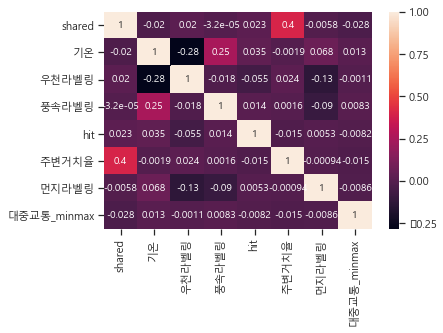 shared 1 -0.02 0.02 -3.2e-05 0.023 0.4 -0.0058 -0.028
기온 -0.02 1 -0.28 0.25 0.035 -0.0019 0.068 0.013
우천라벨링 0.02 -0.28 1 -0.018 -0.055 0.024 -0.13 -0.0011
풍속라벨링 -3.2e-05 0.25 -0.018 1 0.014 0.0016 -0.09 0.0083
hit 0.023 0.035 -0.055 0.014 1 -0.015 0.0053 -0.0082
주변거치율 0.4 -0.0019 0.024 0.0016 -0.015 1 -0.00094 -0.015
먼지라벨링 -0.0058 0.068 -0.13 -0.09 0.0053 -0.00094 1 -0.0086
대중교통_minmax -0.028 0.013 -0.0011 0.0083 -0.0082 -0.015 -0.0086 1
shared 기온 우천라벨링 풍속라벨링 hit 주변거치율 먼지라벨링 대중교통_minmax
1.00
0.75
0.50
0.25
0.00
□0.25